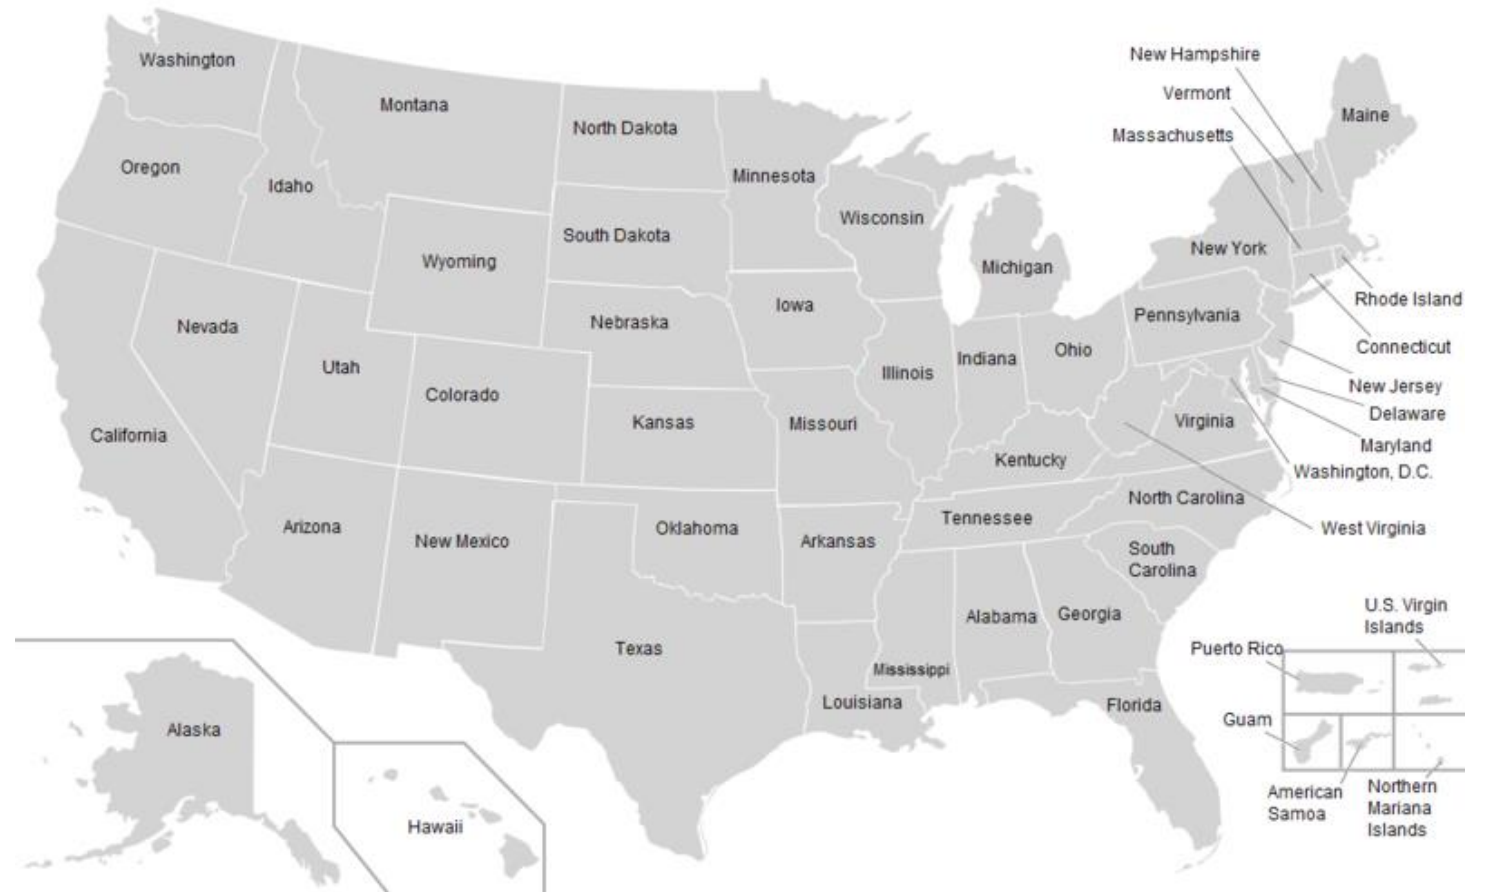 New Hampshire
Washington
Vermont
Montana
Maine
North Dakota
Massachusetts
Oregon
Minnesota
Idaho
Wisconsin
South Dakota
New York
Wyoming
Michigan
Rhode Island
Iowa
Pennsylvania
Nebraska
Nevada
Connecticut
Ohio
Indiana
Utah
Illinois
New Jersey
Colorado
Delaware
Kansas
Missouri
Virginia
California
Maryland
Kentucky
Washington, D.C.
North Carolina
Tennessee
Arizona
Oklahoma
West Virginia
New Mexico
Arkansas
South
Carolina
U.S. Virgin
Islands
Alabama
Georgia
Texas
Puerto Rico
Mississippi
Louisiana
Florida
Guam
Alaska
American
Samoa
Northern
Mariana
Islands
Hawaii